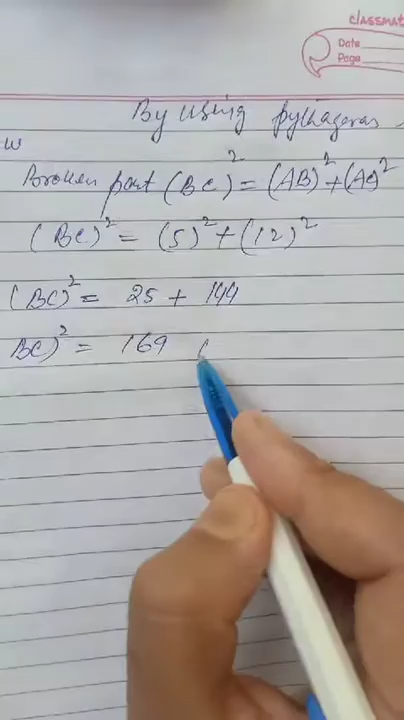 classmat
Date
Page
By using pythagoras
w
Broken part (BC)² = (AB)² + (AC)²
(BC)² = (5)² + (12)²
(BC)² = 25 + 144
BC)² = 169 (